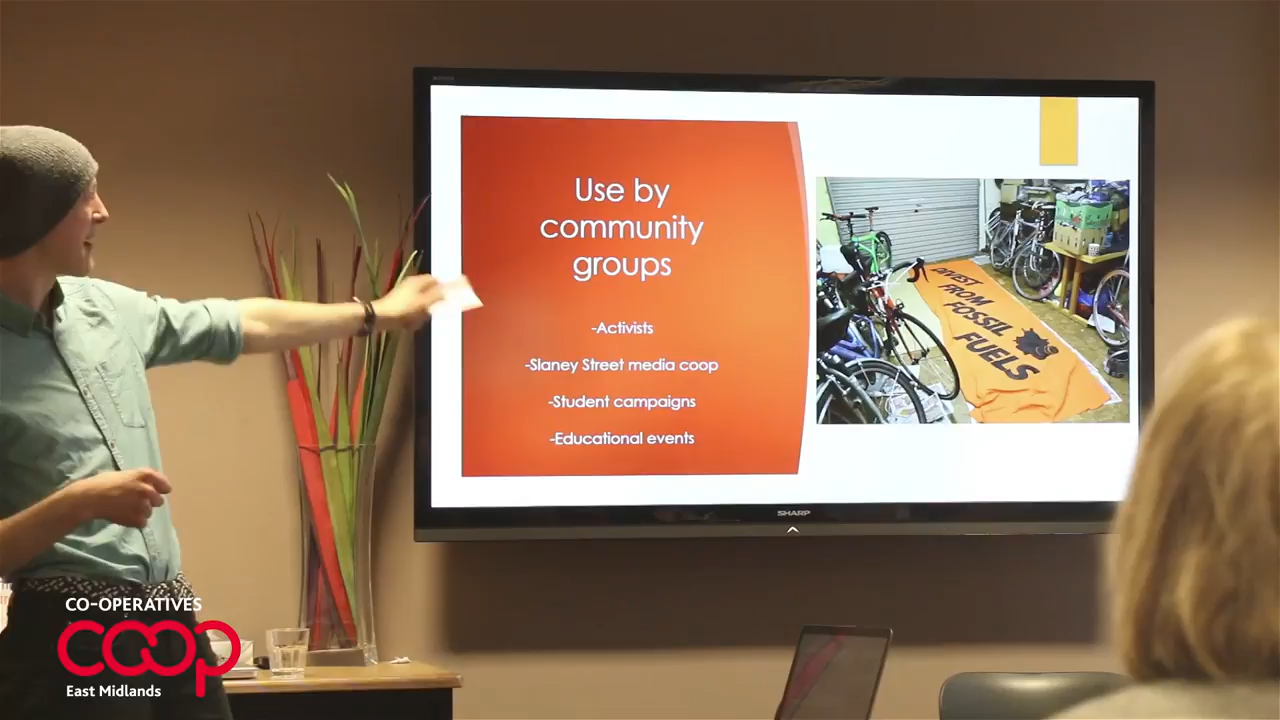 Use by
community
groups
-Activists
-Slaney Street media coop
-Student campaigns
-Educational events
DIVEST
FROM
FOSSIL
FUELS
SHARP
CO-OPERATIVES
coop
East Midlands